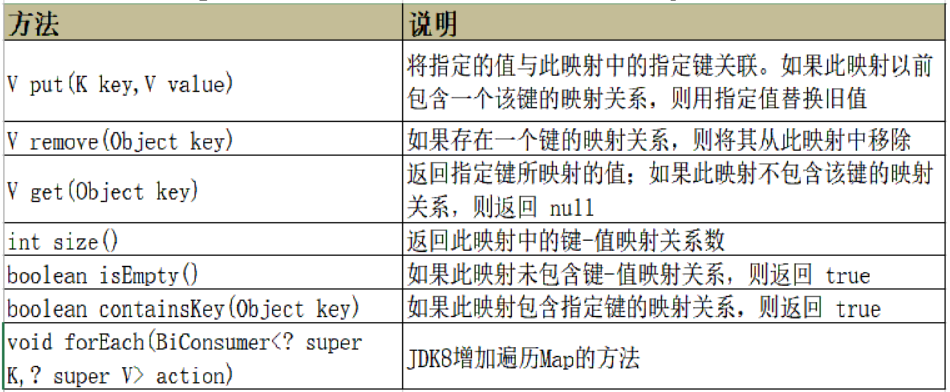 方法
说明
V put(K key,V value)
将指定的值与此映射中的指定键关联。如果此映射以前
包含一个该键的映射关系，则用指定值替换旧值
V remove(Object key)
如果存在一个键的映射关系，则将其从此映射中移除
V get(Object key)
返回指定键所映射的值；如果此映射不包含该键的映射
关系，则返回 null
int size()
返回此映射中的键-值映射关系数
boolean isEmpty()
如果此映射未包含键-值映射关系，则返回 true
boolean containsKey(Object key)
如果此映射包含指定键的映射关系，则返回 true
void forEach(BiConsumer<? super
K,? super V> action)
JDK8增加遍历Map的方法